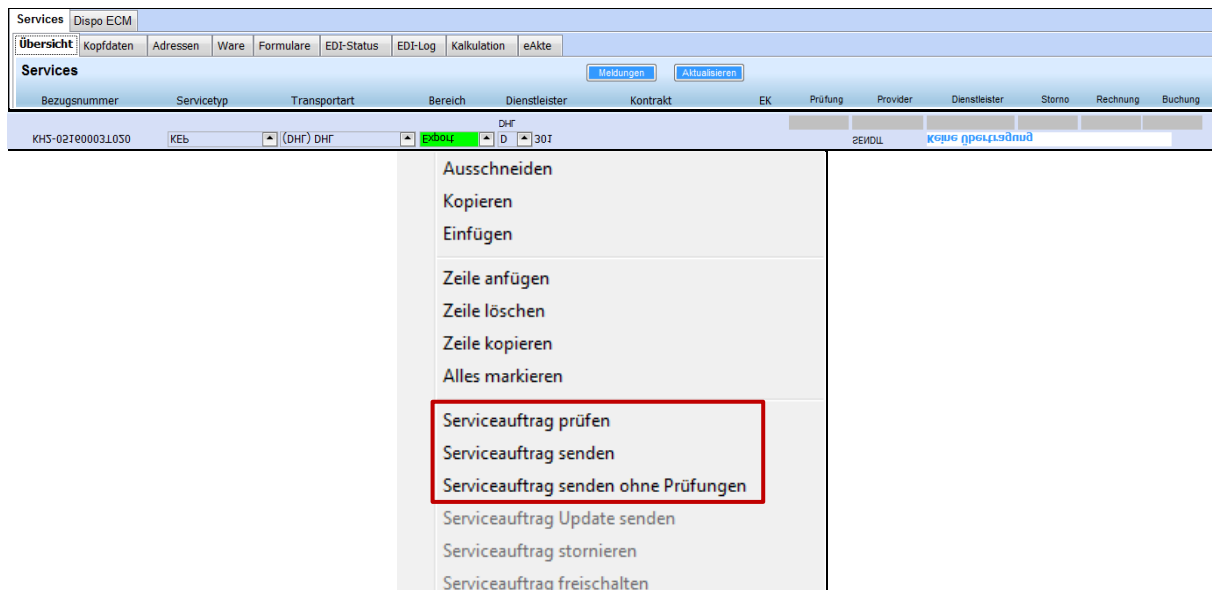 Services Dispo ECM
Übersicht Kopfdaten Adressen Ware Formulare EDI-Status EDI-Log Kalkulation eAkte
Services Meldungen Aktualisieren
Bezugsnummer Servicetyp Transportart Bereich Dienstleister Kontrakt EK Prüfung Provider Dienstleister Storno Rechnung Buchung
DHL
KEP (DHL) DHL Export D 301 Keine Übertragung
Ausschneiden
Kopieren
Einfügen
Zeile anfügen
Zeile löschen
Zeile kopieren
Alles markieren
Serviceauftrag prüfen
Serviceauftrag senden
Serviceauftrag senden ohne Prüfungen
Serviceauftrag Update senden
Serviceauftrag stornieren
Serviceauftrag freischalten